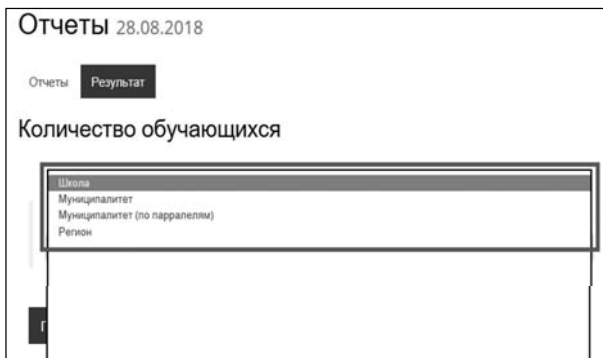 Отчеты 28.08.2018
Отчеты Результат
Количество обучающихся
Школа
Муниципалитет
Муниципалитет (по парралелям)
Регион